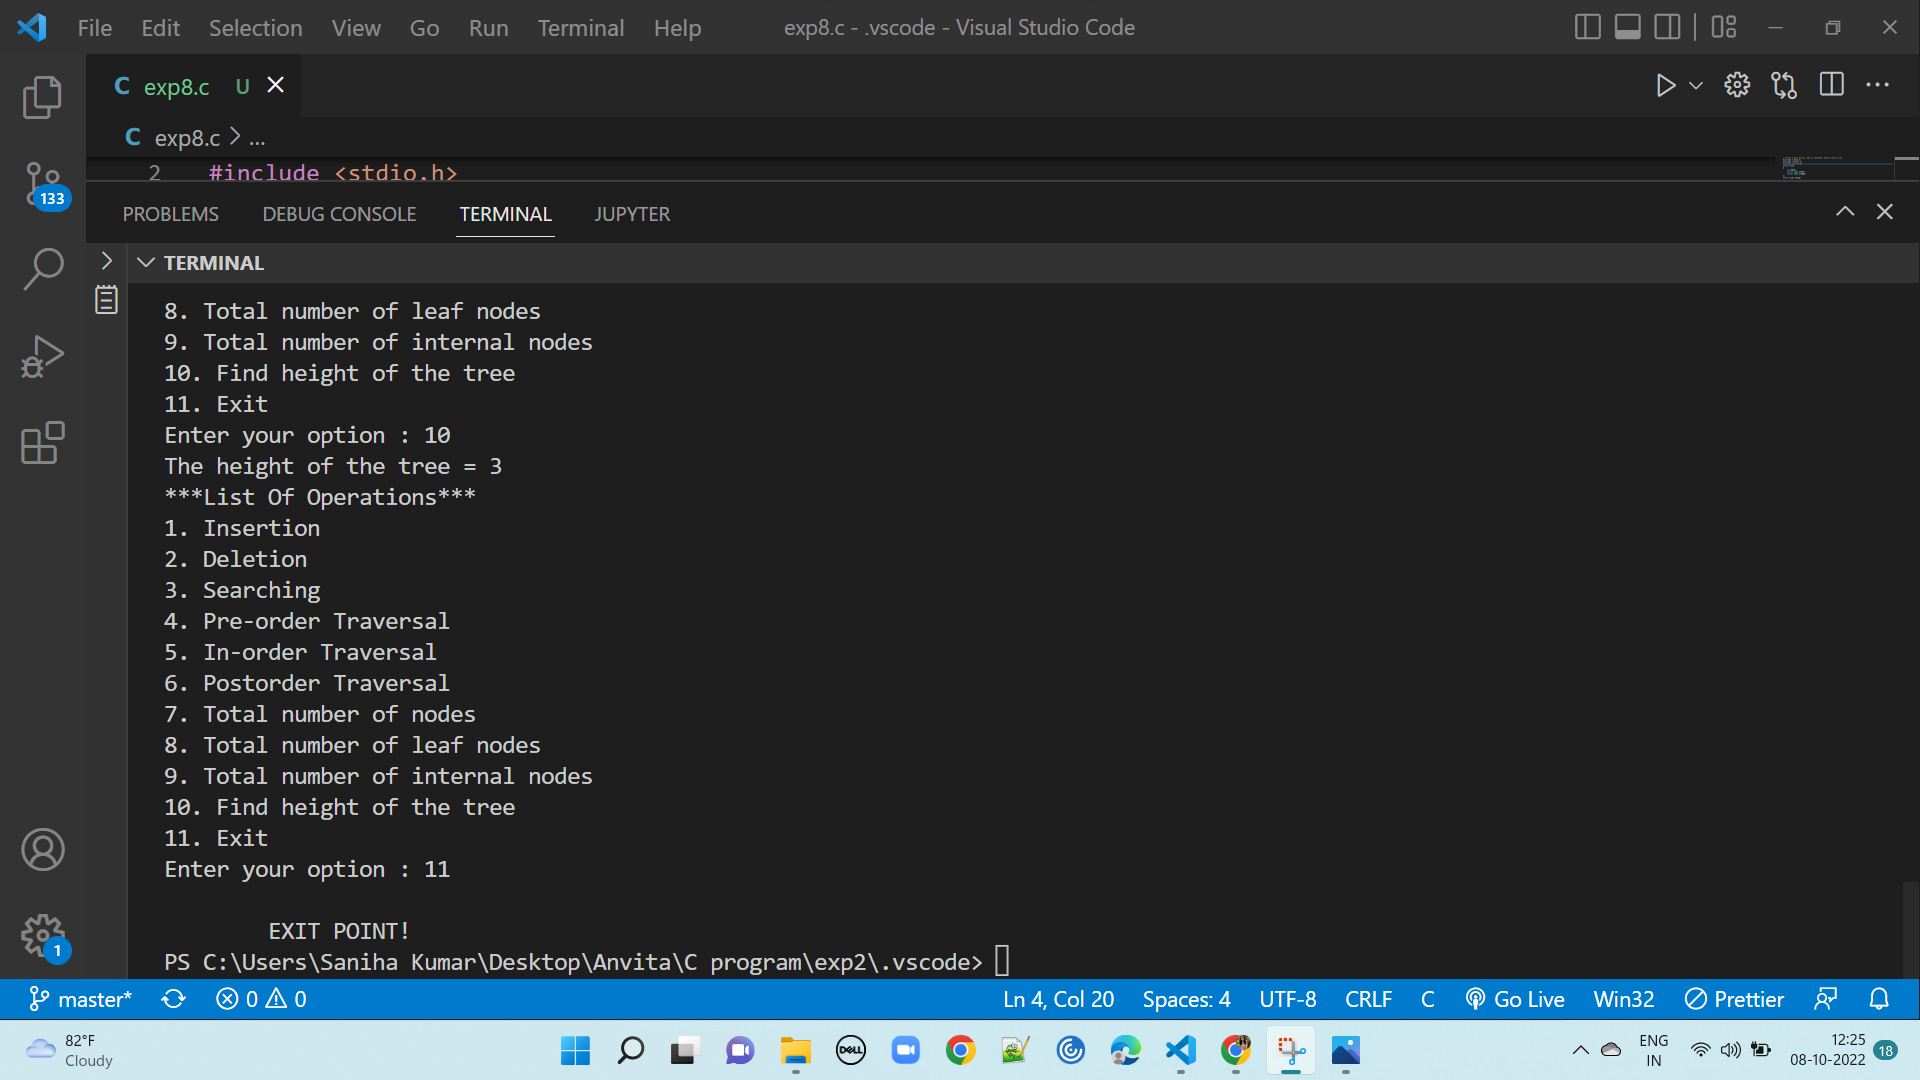 File Edit Selection View Go Run Terminal Help exp8.c - .vscode - Visual Studio Code
C exp8.c U
C exp8.c > ...
2 #include <stdio.h>
PROBLEMS DEBUG CONSOLE TERMINAL JUPYTER
TERMINAL
8. Total number of leaf nodes
9. Total number of internal nodes
10. Find height of the tree
11. Exit
Enter your option : 10
The height of the tree = 3
***List Of Operations***
1. Insertion
2. Deletion
3. Searching
4. Pre-order Traversal
5. In-order Traversal
6. Postorder Traversal
7. Total number of nodes
8. Total number of leaf nodes
9. Total number of internal nodes
10. Find height of the tree
11. Exit
Enter your option : 11
EXIT POINT!
PS C:\Users\Saniha Kumar\Desktop\Anvita\C program\exp2\.vscode>
133
1
master* 0 0 Ln 4, Col 20 Spaces: 4 UTF-8 CRLF C Go Live Win32 Prettier
82°F
Cloudy
DELL
ENG
IN
12:25
08-10-2022
18